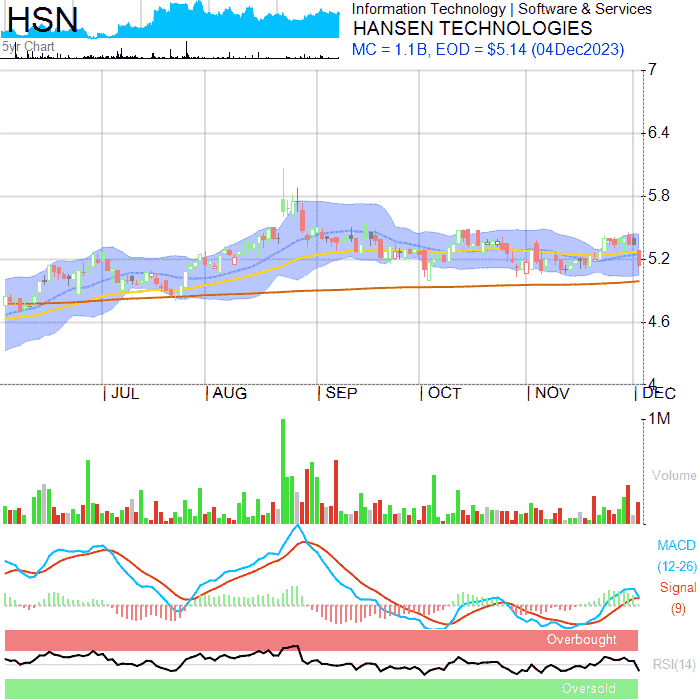 HSN
5yr Chart
Information Technology | Software & Services
HANSEN TECHNOLOGIES
MC = 1.1B, EOD = $5.14 (04Dec2023)
7
6.4
5.8
5.2
4.6
4
JUL AUG SEP OCT NOV DEC
1M
Volume
MACD
(12-26)
Signal
(9)
Overbought
RSI(14)
Oversold